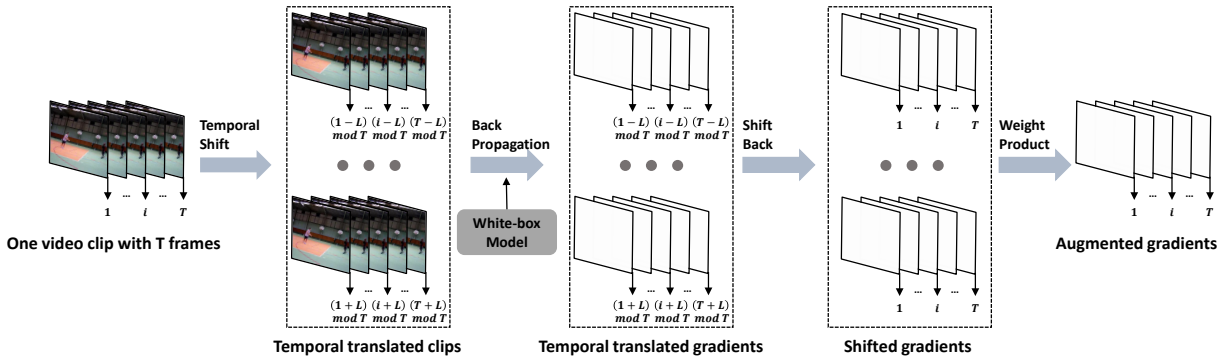 1 ... i ... T
One video clip with T frames
Temporal
Shift
... ...
(1 − L) (i − L) (T − L)
mod T mod T mod T
... ...
(1 + L) (i + L) (T + L)
mod T mod T mod T
Temporal translated clips
Back
Propagation
White-box
Model
... ...
(1 − L) (i − L) (T − L)
mod T mod T mod T
... ...
(1 + L) (i + L) (T + L)
mod T mod T mod T
Temporal translated gradients
Shift
Back
1 ... i ... T
1 ... i ... T
Shifted gradients
Weight
Product
1 ... i ... T
Augmented gradients